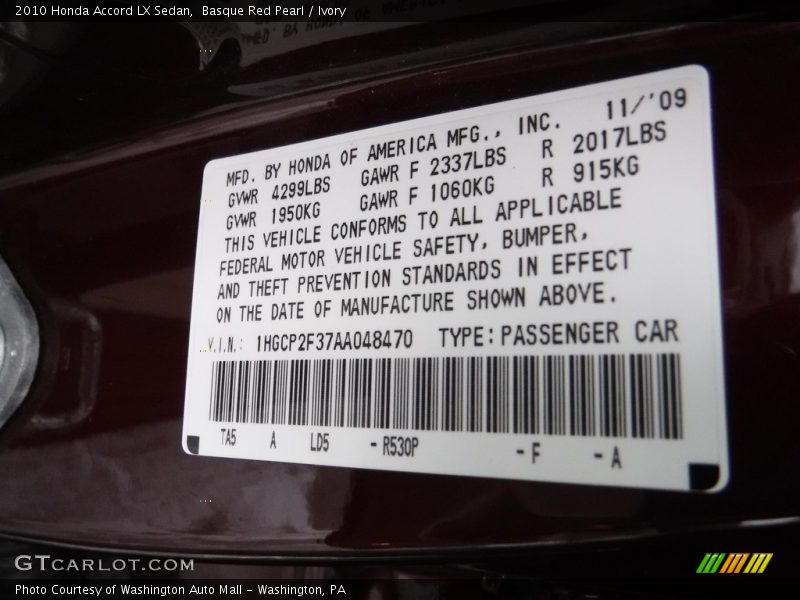 2010 Honda Accord LX Sedan, Basque Red Pearl / Ivory
MFD. BY HONDA OF AMERICA MFG., INC. 11/'09
GVWR 4299LBS GAWR F 2337LBS R 2017LBS
GVWR 1950KG GAWR F 1060KG R 915KG
THIS VEHICLE CONFORMS TO ALL APPLICABLE
FEDERAL MOTOR VEHICLE SAFETY, BUMPER,
AND THEFT PREVENTION STANDARDS IN EFFECT
ON THE DATE OF MANUFACTURE SHOWN ABOVE.
V.I.N.: 1HGCP2F37AA048470 TYPE: PASSENGER CAR
TA5 A LD5 -R530P -F -A
GTCARLOT.COM
Photo Courtesy of Washington Auto Mall - Washington, PA